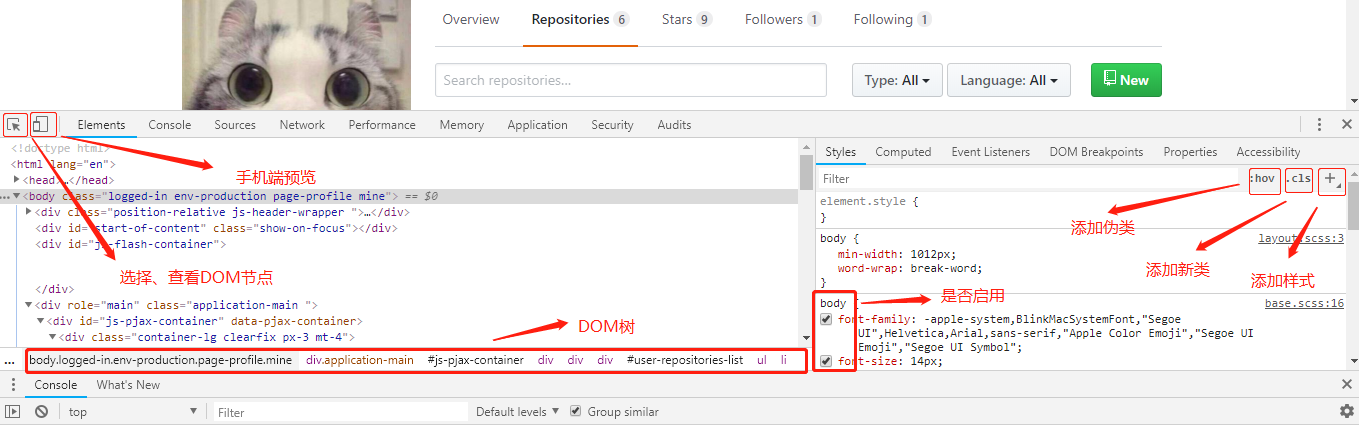 Overview Repositories 6 Stars 9 Followers 1 Following 1
Search repositories... Type: All Language: All New
Elements Console Sources Network Performance Memory Application Security Audits
<!doctype html>
<html lang="en">
<head>…</head>
手机端预览
<body class="logged-in env-production page-profile mine"> == $0
<div class="position-relative js-header-wrapper ">…</div>
<div id="start-of-content" class="show-on-focus"></div>
<div id="js-flash-container">
选择、查看DOM节点
</div>
<div role="main" class="application-main ">
<div id="js-pjax-container" data-pjax-container>
DOM树
<div class="container-lg clearfix px-3 mt-4">
... body.logged-in.env-production.page-profile.mine div.application-main #js-pjax-container div div div #user-repositories-list ul li
Styles Computed Event Listeners DOM Breakpoints Properties Accessibility
Filter :hov .cls +
element.style {
}
添加伪类
body { layout.scss:3
min-width: 1012px;
word-wrap: break-word;
}
添加新类
添加样式
是否启用
body { base.scss:16
font-family: -apple-system,BlinkMacSystemFont,"Segoe
UI",Helvetica,Arial,sans-serif,"Apple Color Emoji","Segoe UI
Emoji","Segoe UI Symbol";
font-size: 14px;
Console What's New
top Filter Default levels Group similar